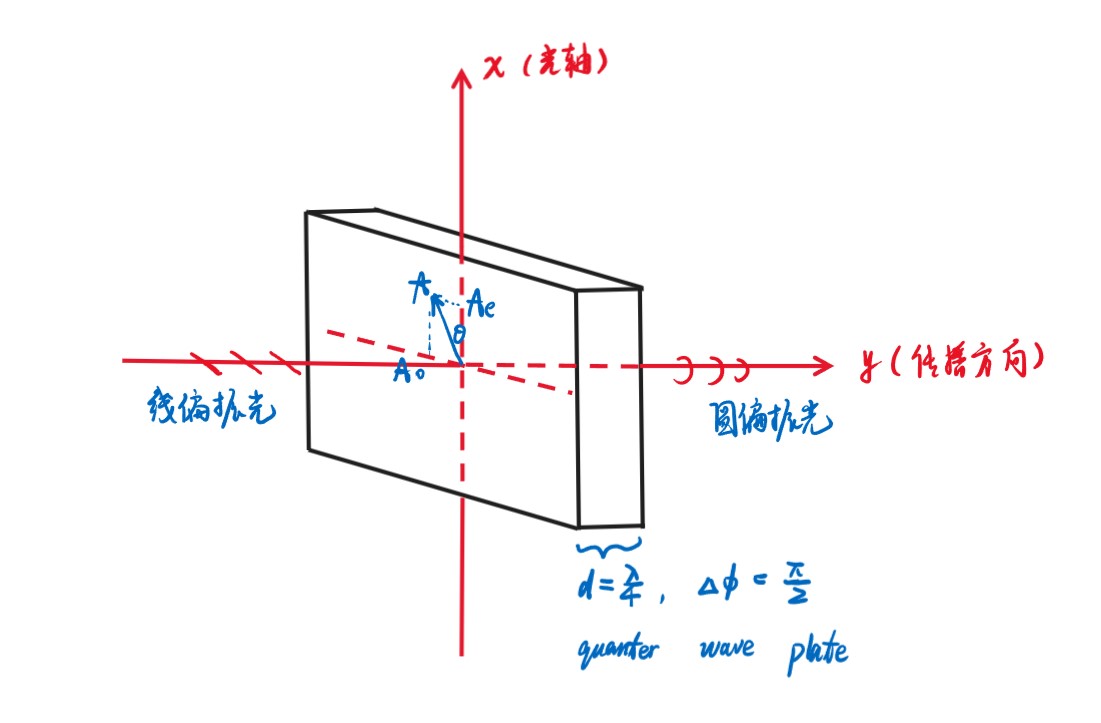 x (光轴)
A
Ae
θ
A₀
y (传播方向)
线偏振光
圆偏振光
d = λ/4 , Δϕ = π/2
quanter wave plate